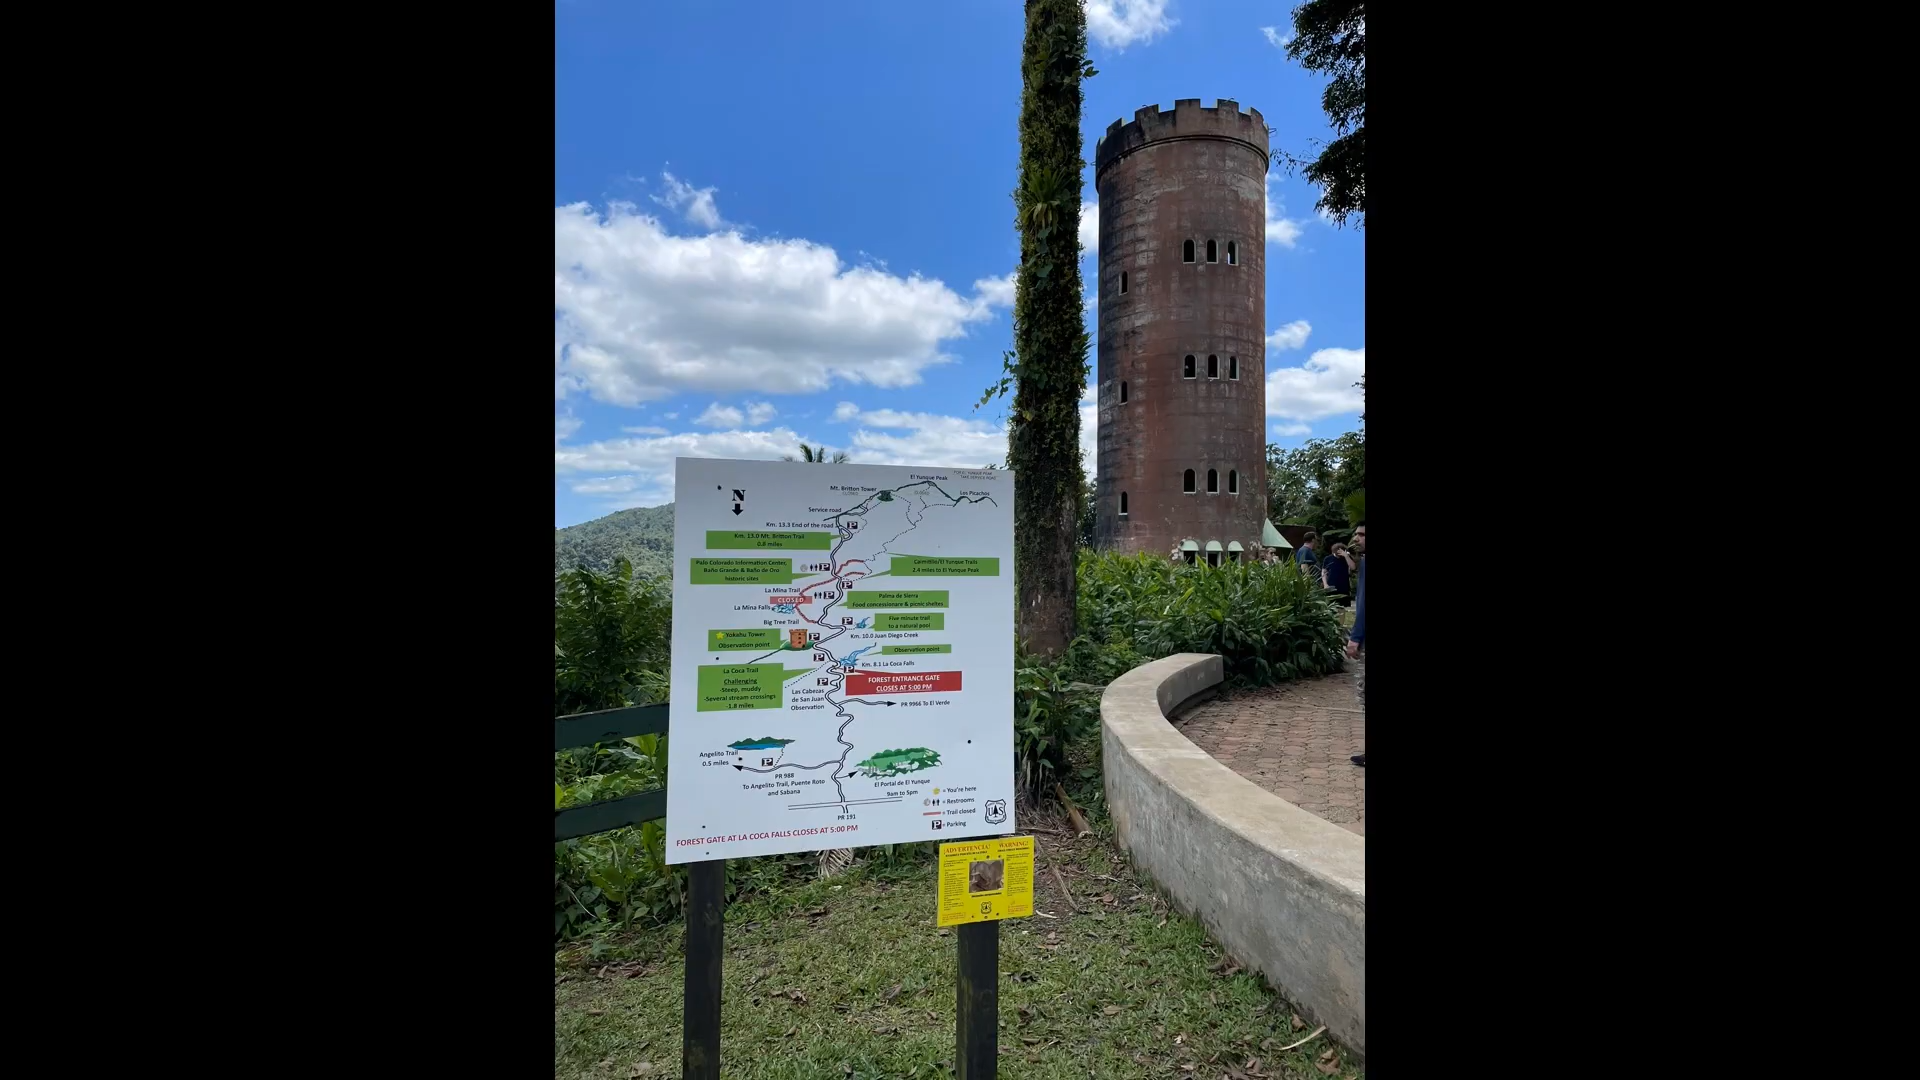 FOR EL YUNQUE PEAK
TAKE SERVICE ROAD
El Yunque Peak
Mt. Britton Tower
CLOSED
Los Picachos
N
Service road
Km. 13.3 End of the road
P
Km. 13.0 Mt. Britton Trail
0.8 miles
Palo Colorado Information Center,
Baño Grande & Baño de Oro
historic sites
P
Caimitillo/El Yunque Trails
2.4 miles to El Yunque Peak
P
La Mina Trail
CLOSED
La Mina Falls
P
Palma de Sierra
Food concessionare & picnic shelter
Big Tree Trail
P
Five minute trail
to a natural pool
Km. 10.0 Juan Diego Creek
Yokahu Tower
Observation point
P
Observation point
P
Km. 8.1 La Coca Falls
P
La Coca Trail
Challenging
-Steep, muddy
-Several stream crossings
-1.8 miles
P
Las Cabezas
de San Juan
Observation
FOREST ENTRANCE GATE
CLOSES AT 5:00 PM
PR 9966 To El Verde
Angelito Trail
0.5 miles
P
PR 988
To Angelito Trail, Puente Roto
and Sabana
El Portal de El Yunque
9am to 5pm
PR 191
= You're here
= Restrooms
= Trail closed
P = Parking
U S
FOREST GATE AT LA COCA FALLS CLOSES AT 5:00 PM
¡ADVERTENCIA! WARNING!